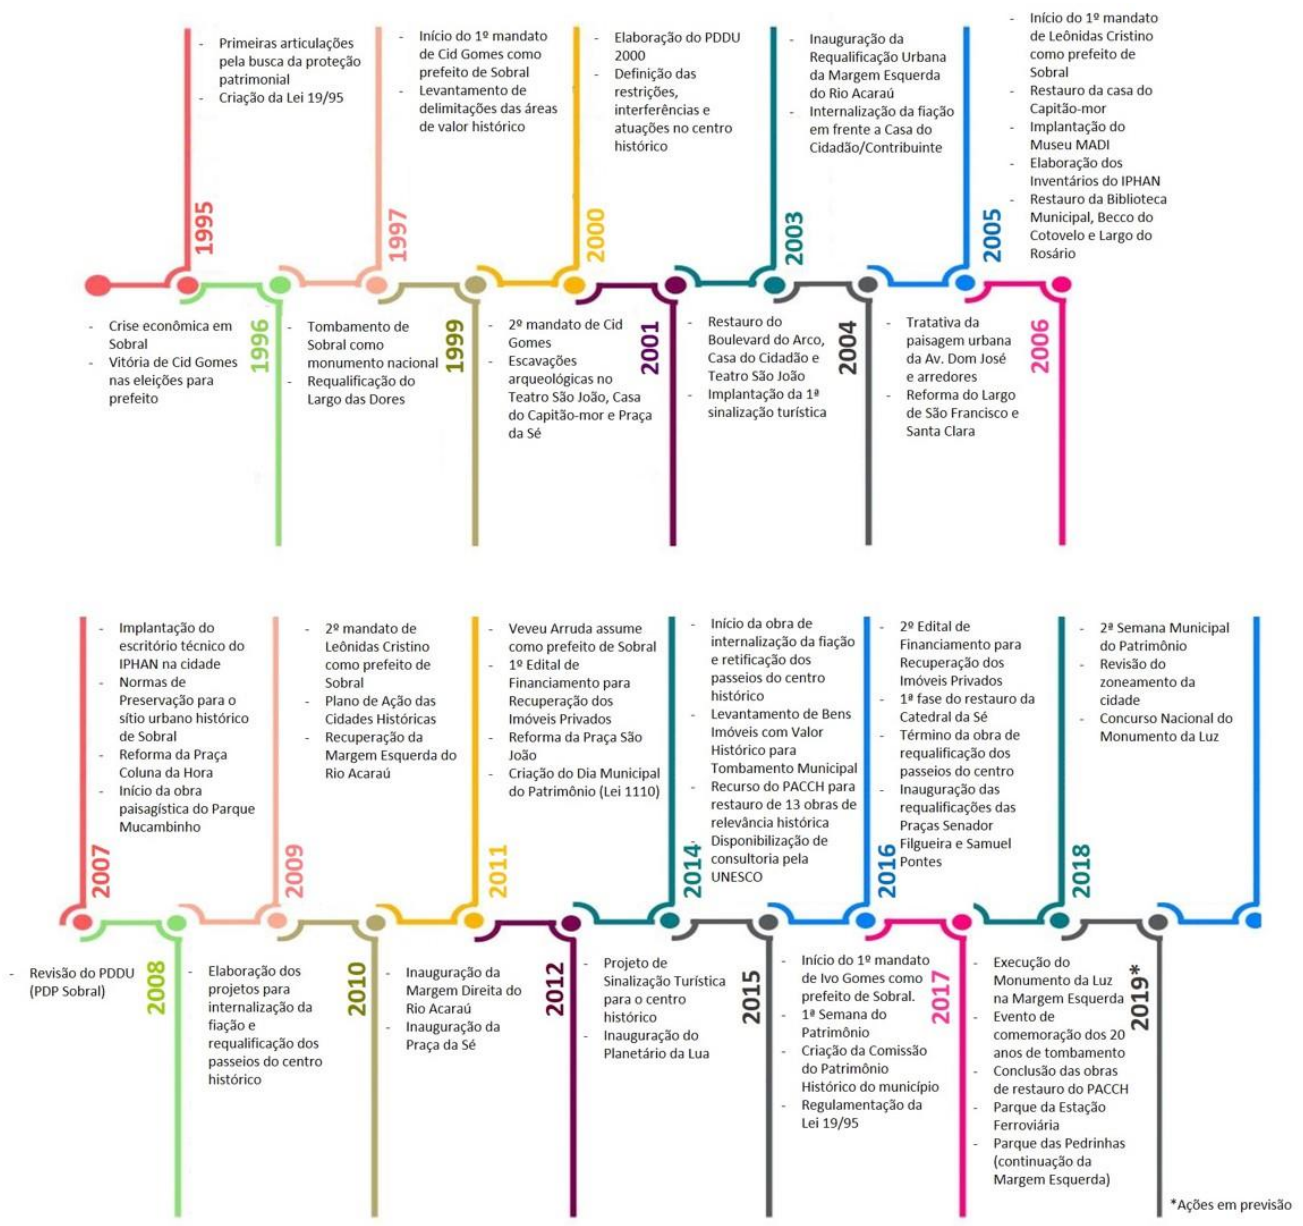 - Primeiras articulações
pela busca da proteção
patrimonial
- Criação da Lei 19/95
1995
- Crise econômica em
Sobral
- Vitória de Cid Gomes
nas eleições para
prefeito
1996
- Início do 1º mandato
de Cid Gomes como
prefeito de Sobral
- Levantamento de
delimitações das áreas
de valor histórico
1997
- Tombamento de
Sobral como
monumento nacional
- Requalificação do
Largo das Dores
1999
- Elaboração do PDDU
2000
- Definição das
restrições,
interferências e
atuações no centro
histórico
2000
- 2º mandato de Cid
Gomes
- Escavações
arqueológicas no
Teatro São João, Casa
do Capitão-mor e Praça
da Sé
2001
- Inauguração da
Requalificação Urbana
da Margem Esquerda
do Rio Acaraú
- Internalização da fiação
em frente a Casa do
Cidadão/Contribuinte
2003
- Restauro do
Boulevard do Arco,
Casa do Cidadão e
Teatro São João
- Implantação da 1ª
sinalização turística
2004
- Início do 1º mandato
de Leônidas Cristino
como prefeito de
Sobral
- Restauro da casa do
Capitão-mor
- Implantação do
Museu MADI
- Elaboração dos
Inventários do IPHAN
- Restauro da Biblioteca
Municipal, Becco do
Cotovelo e Largo do
Rosário
2005
- Tratativa da
paisagem urbana
da Av. Dom José
e arredores
- Reforma do Largo
de São Francisco e
Santa Clara
2006
- Implantação do
escritório técnico do
IPHAN na cidade
- Normas de
Preservação para o
sítio urbano histórico
de Sobral
- Reforma da Praça
Coluna da Hora
- Início da obra
paisagística do Parque
Mucambinho
2007
- Revisão do PDDU
(PDP Sobral)
2008
- 2º mandato de
Leônidas Cristino
como prefeito de
Sobral
- Plano de Ação das
Cidades Históricas
- Recuperação da
Margem Esquerda do
Rio Acaraú
2009
- Elaboração dos
projetos para
internalização da
fiação e
requalificação dos
passeios do centro
histórico
2010
- Veveu Arruda assume
como prefeito de Sobral
- 1º Edital de
Financiamento para
Recuperação dos
Imóveis Privados
- Reforma da Praça São
João
- Criação do Dia Municipal
do Patrimônio (Lei 1110)
2011
- Inauguração da
Margem Direita do
Rio Acaraú
- Inauguração da
Praça da Sé
2012
- Início da obra de
internalização da fiação
e retificação dos
passeios do centro
histórico
- Levantamento de Bens
Imóveis com Valor
Histórico para
Tombamento Municipal
- Recurso do PACCH para
restauro de 13 obras de
relevância histórica
- Disponibilização de
consultoria pela
UNESCO
2014
- Projeto de
Sinalização Turística
para o centro
histórico
- Inauguração do
Planetário da Lua
2015
- 2º Edital de
Financiamento para
Recuperação dos
Imóveis Privados
- 1ª fase do restauro da
Catedral da Sé
- Término da obra de
requalificação dos
passeios do centro
- Inauguração das
requalificações das
Praças Senador
Filgueira e Samuel
Pontes
2016
- Início do 1º mandato
de Ivo Gomes como
prefeito de Sobral.
- 1ª Semana do
Patrimônio
- Criação da Comissão
do Patrimônio
Histórico do município
- Regulamentação da
Lei 19/95
2017
- 2ª Semana Municipal
do Patrimônio
- Revisão do
zoneamento da
cidade
- Concurso Nacional do
Monumento da Luz
2018
- Execução do
Monumento da Luz
na Margem Esquerda
- Evento de
comemoração dos 20
anos de tombamento
- Conclusão das obras
de restauro do PACCH
- Parque da Estação
Ferroviária
- Parque das Pedrinhas
(continuação da
Margem Esquerda)
2019*
*Ações em previsão